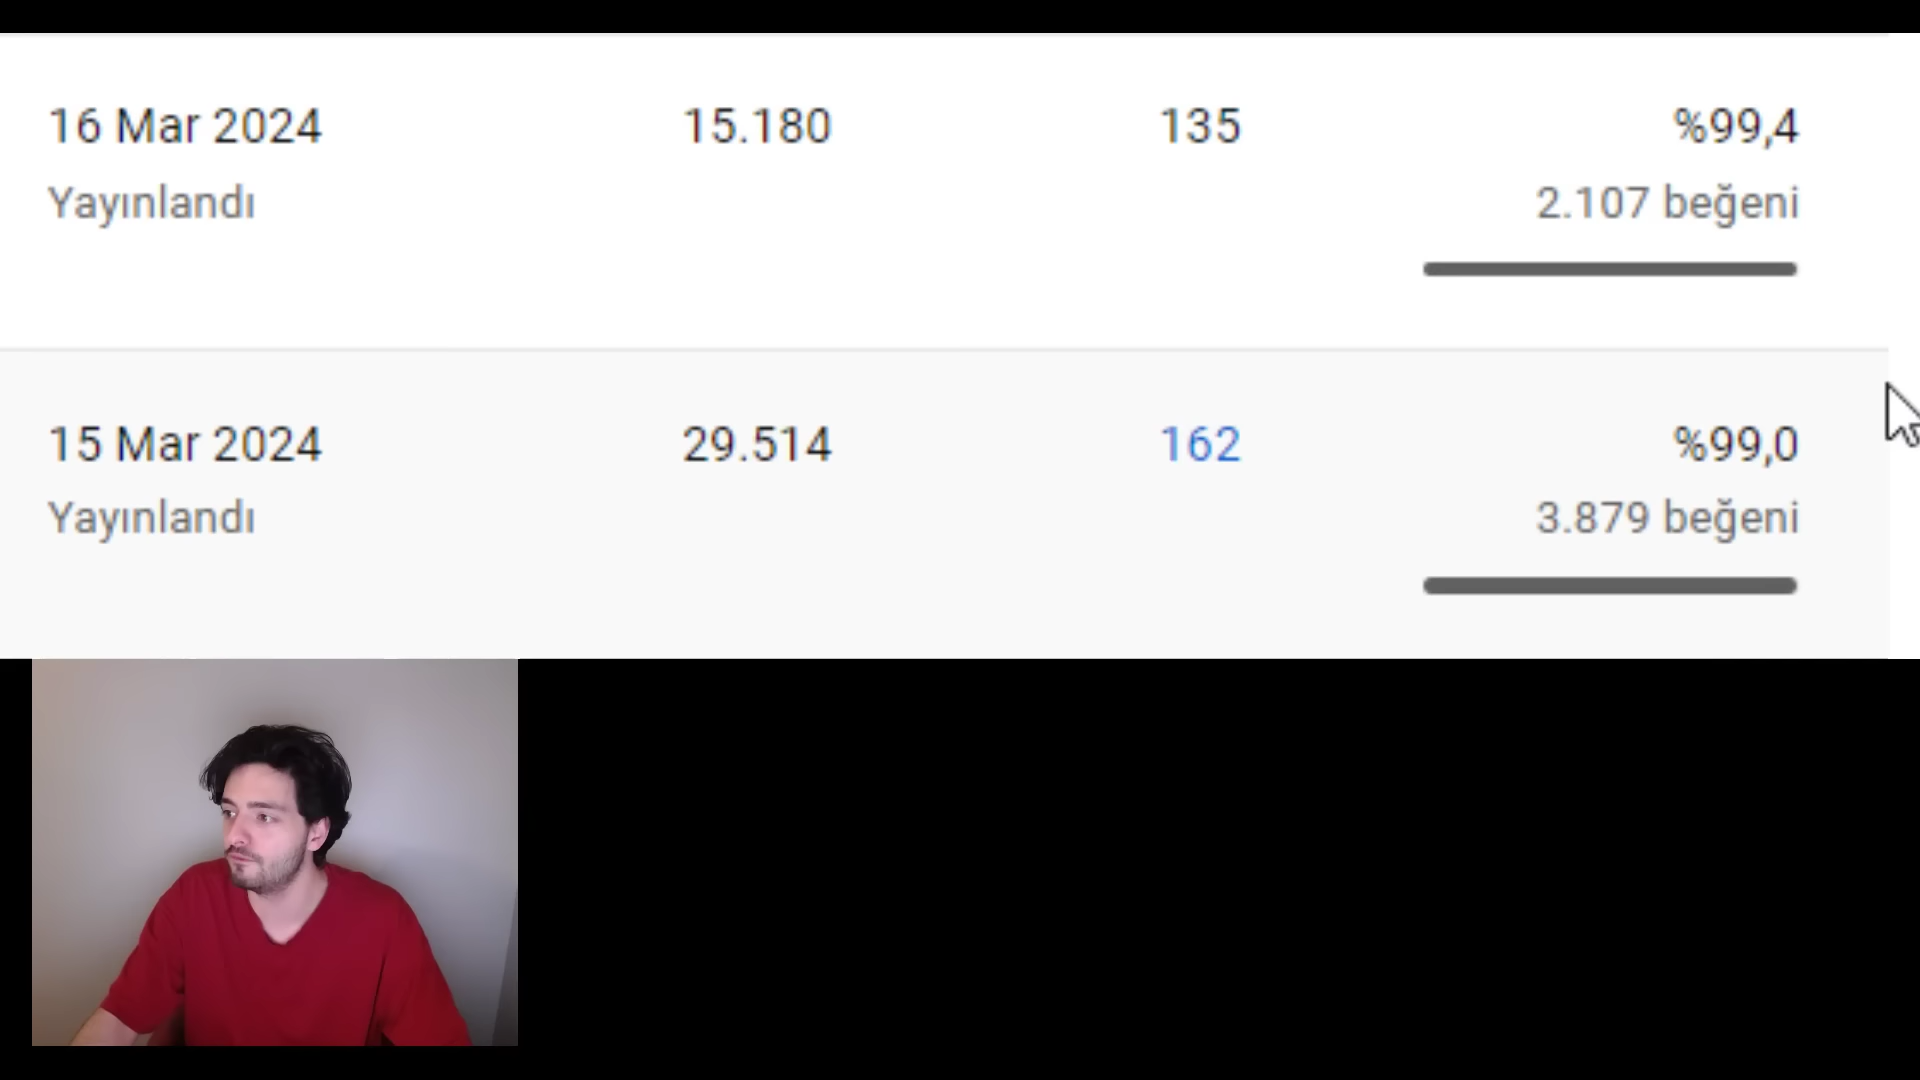 16 Mar 2024 15.180 135 %99,4
Yayınlandı 2.107 beğeni
15 Mar 2024 29.514 162 %99,0
Yayınlandı 3.879 beğeni